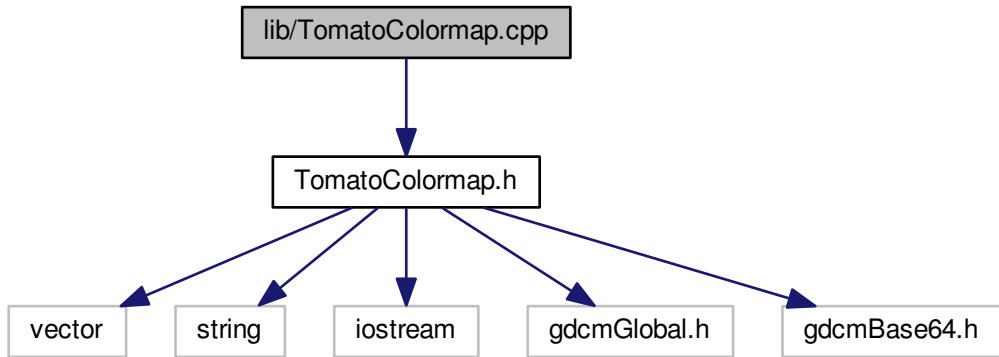 lib/TomatoColormap.cpp
TomatoColormap.h
vector
string
iostream
gdcmGlobal.h
gdcmBase64.h